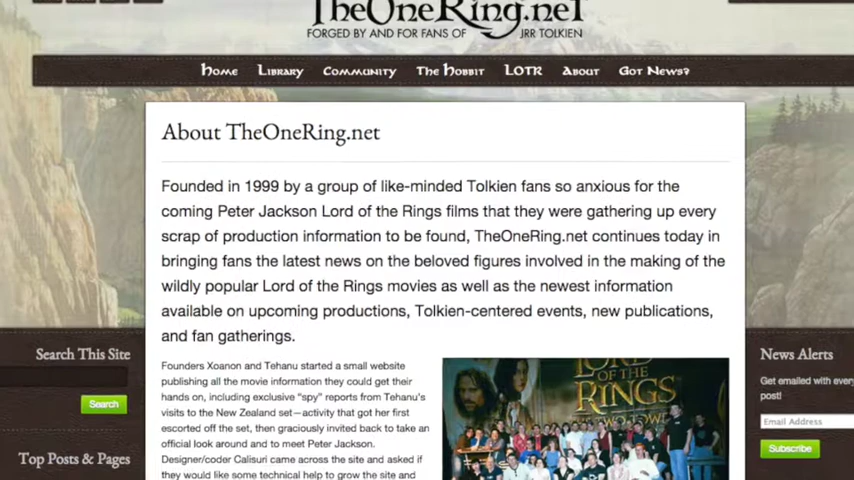 TheOneRing.net
FORGED BY AND FOR FANS OF JRR TOLKIEN
Home Library Community The Hobbit LOTR About Got News?
About TheOneRing.net
Founded in 1999 by a group of like-minded Tolkien fans so anxious for the
coming Peter Jackson Lord of the Rings films that they were gathering up every
scrap of production information to be found, TheOneRing.net continues today in
bringing fans the latest news on the beloved figures involved in the making of the
wildly popular Lord of the Rings movies as well as the newest information
available on upcoming productions, Tolkien-centered events, new publications,
and fan gatherings.
Search This Site
Search
Top Posts & Pages
Founders Xoanon and Tehanu started a small website
publishing all the movie information they could get their
hands on, including exclusive “spy” reports from Tehanu’s
visits to the New Zealand set—activity that got her first
escorted off the set, then graciously invited back to take an
official look around and to meet Peter Jackson.
Designer/coder Calisuri came across the site and asked if
they would like some technical help to grow the site and
LORD
OF THE
RINGS
TWO TOWE
News Alerts
Get emailed with every
post!
Email Address
Subscribe